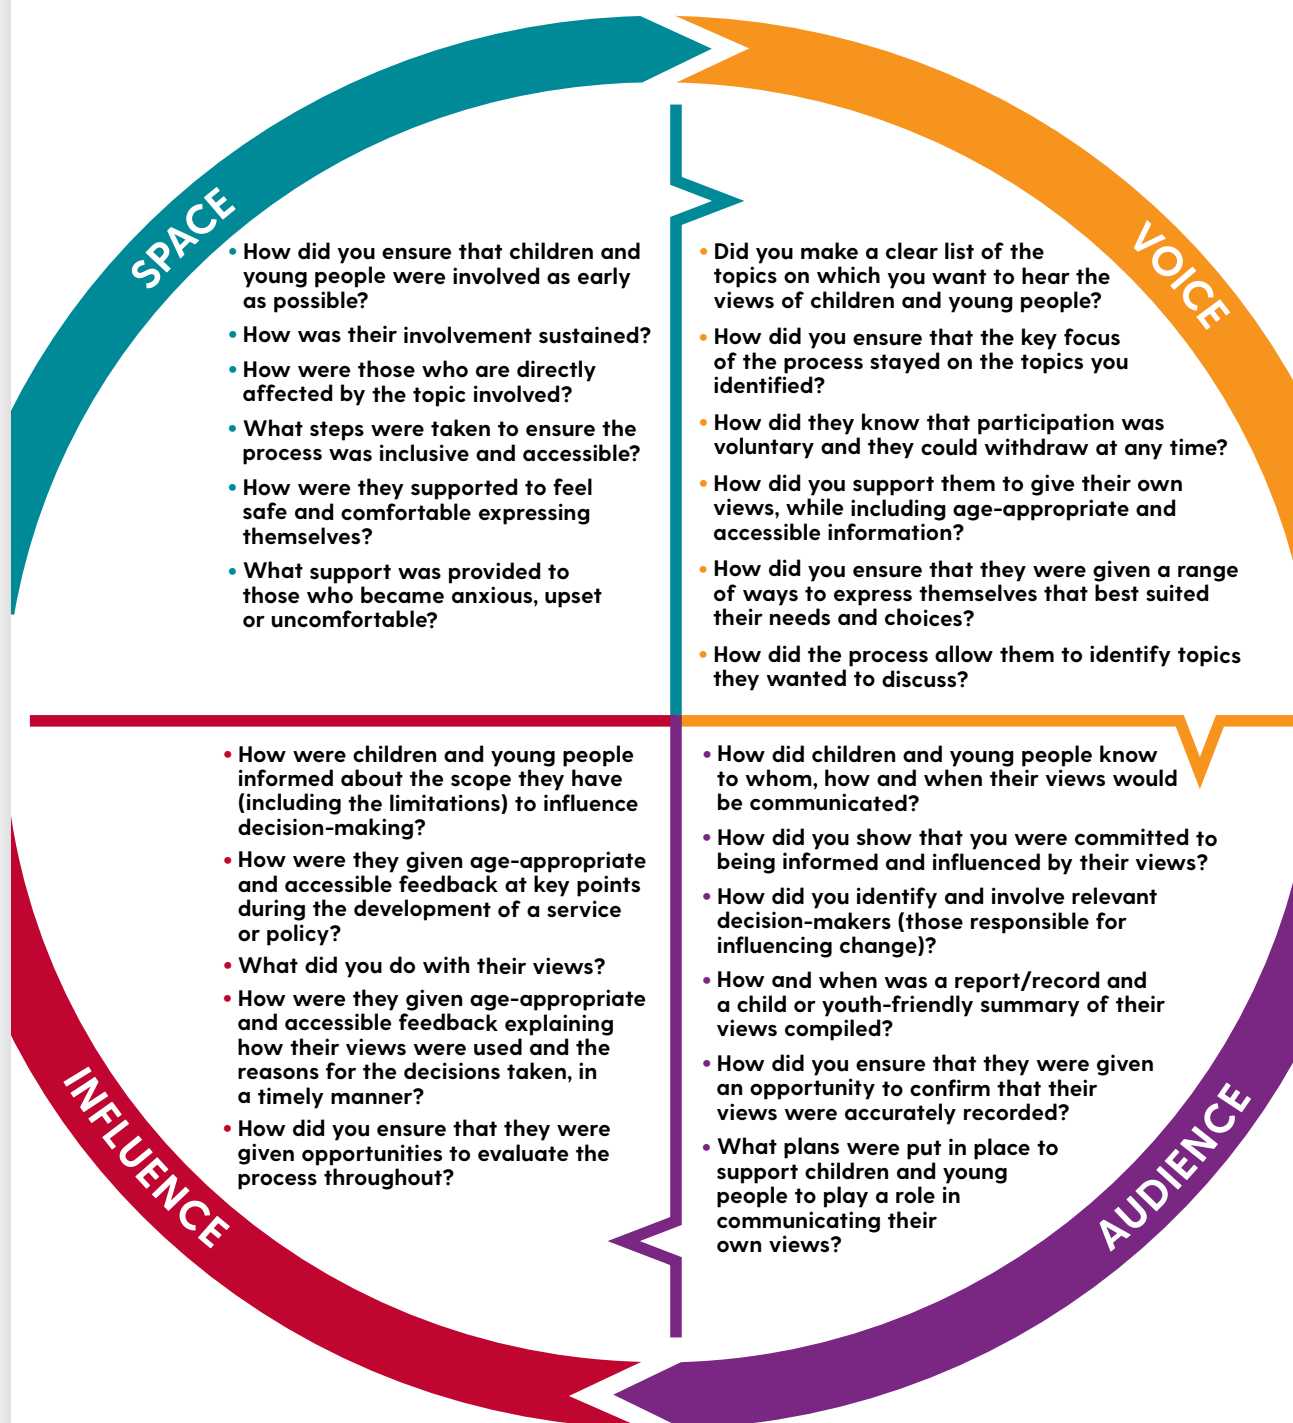 SPACE
• How did you ensure that children and
young people were involved as early
as possible?
• How was their involvement sustained?
• How were those who are directly
affected by the topic involved?
• What steps were taken to ensure the
process was inclusive and accessible?
• How were they supported to feel
safe and comfortable expressing
themselves?
• What support was provided to
those who became anxious, upset
or uncomfortable?
VOICE
• Did you make a clear list of the
topics on which you want to hear the
views of children and young people?
• How did you ensure that the key focus
of the process stayed on the topics you
identified?
• How did they know that participation was
voluntary and they could withdraw at any time?
• How did you support them to give their own
views, while including age-appropriate and
accessible information?
• How did you ensure that they were given a range
of ways to express themselves that best suited
their needs and choices?
• How did the process allow them to identify topics
they wanted to discuss?
INFLUENCE
• How were children and young people
informed about the scope they have
(including the limitations) to influence
decision-making?
• How were they given age-appropriate
and accessible feedback at key points
during the development of a service
or policy?
• What did you do with their views?
• How were they given age-appropriate
and accessible feedback explaining
how their views were used and the
reasons for the decisions taken, in
a timely manner?
• How did you ensure that they were
given opportunities to evaluate the
process throughout?
AUDIENCE
• How did children and young people know
to whom, how and when their views would
be communicated?
• How did you show that you were committed to
being informed and influenced by their views?
• How did you identify and involve relevant
decision-makers (those responsible for
influencing change)?
• How and when was a report/record and
a child or youth-friendly summary of their
views compiled?
• How did you ensure that they were given
an opportunity to confirm that their
views were accurately recorded?
• What plans were put in place to
support children and young
people to play a role in
communicating their
own views?